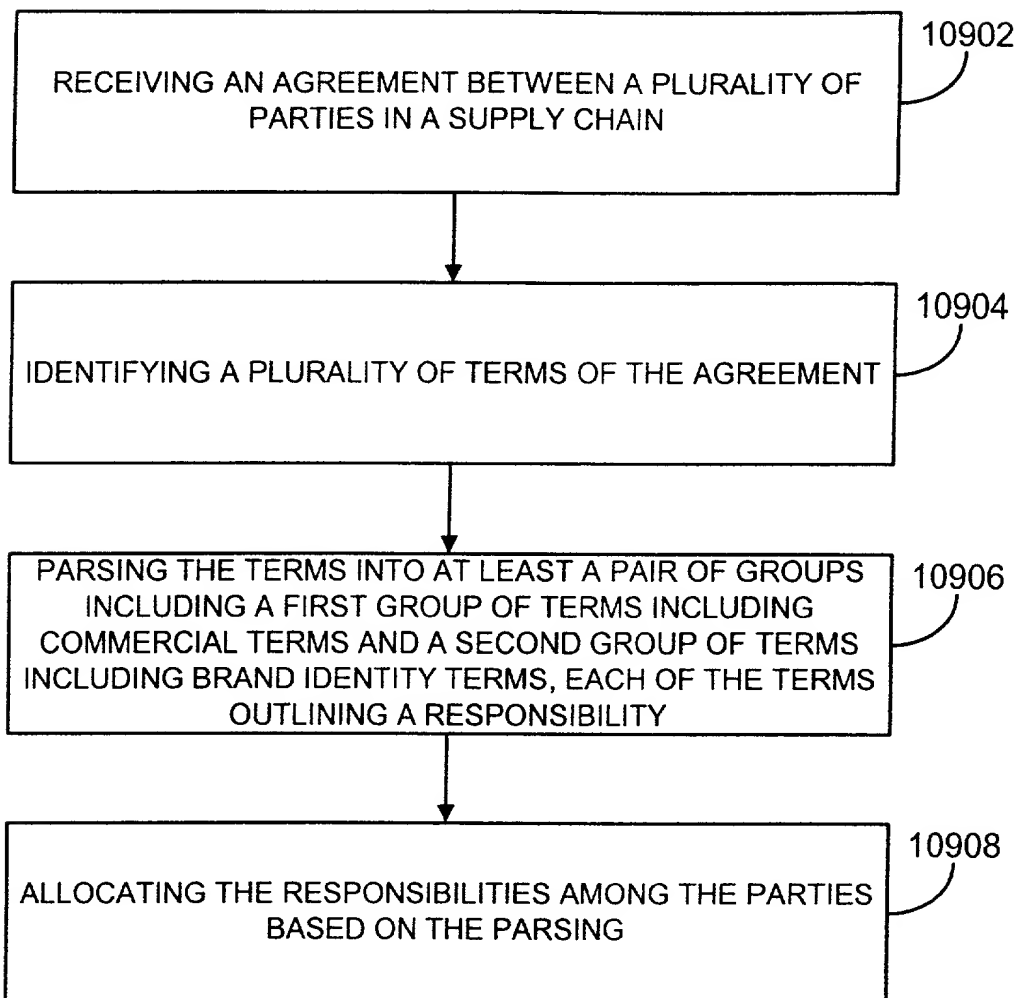 10902
RECEIVING AN AGREEMENT BETWEEN A PLURALITY OF
PARTIES IN A SUPPLY CHAIN
10904
IDENTIFYING A PLURALITY OF TERMS OF THE AGREEMENT
10906
PARSING THE TERMS INTO AT LEAST A PAIR OF GROUPS
INCLUDING A FIRST GROUP OF TERMS INCLUDING
COMMERCIAL TERMS AND A SECOND GROUP OF TERMS
INCLUDING BRAND IDENTITY TERMS, EACH OF THE TERMS
OUTLINING A RESPONSIBILITY
10908
ALLOCATING THE RESPONSIBILITIES AMONG THE PARTIES
BASED ON THE PARSING